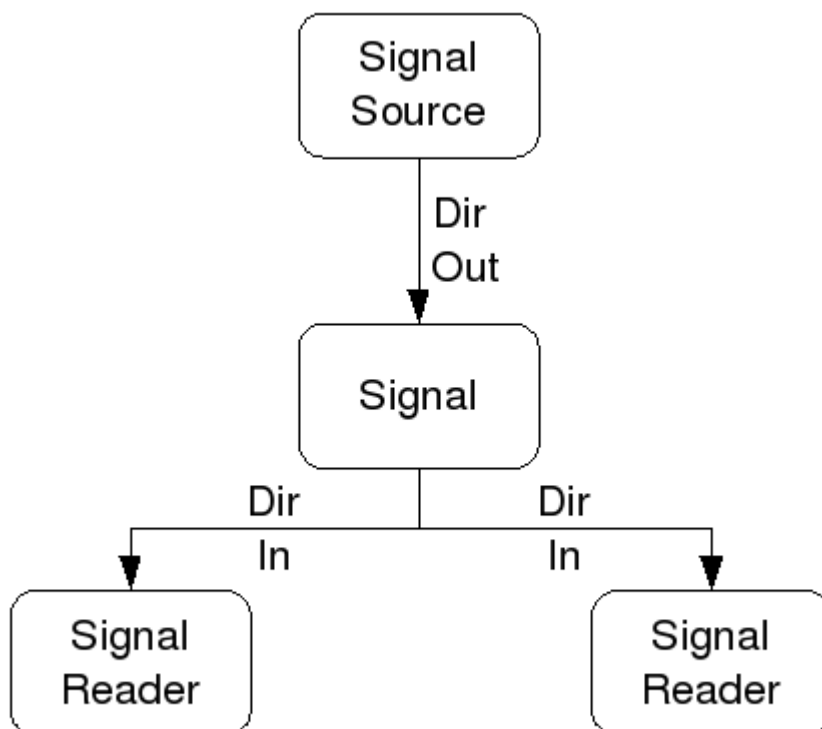 Signal
Source
Dir
Out
Signal
Dir
In
Dir
In
Signal
Reader
Signal
Reader